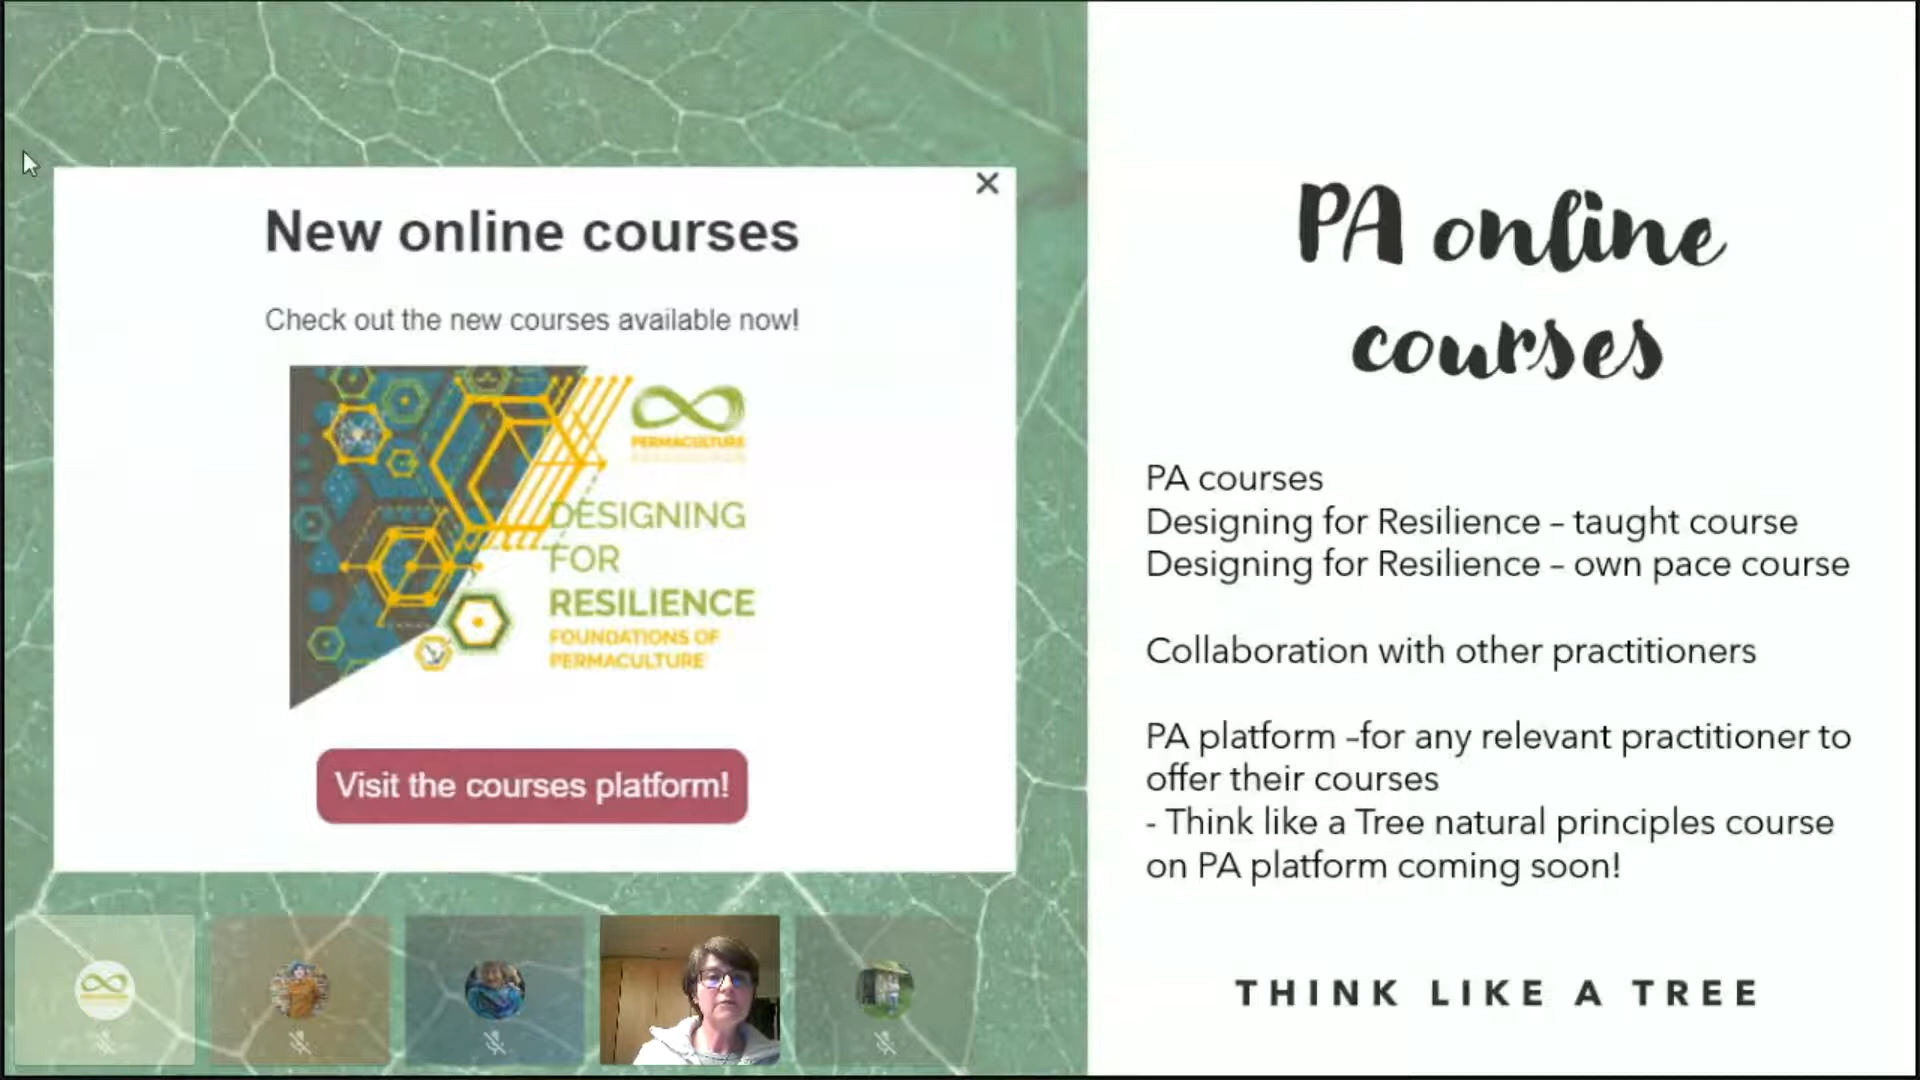 New online courses
Check out the new courses available now!
PERMACULTURE
DESIGNING
FOR
RESILIENCE
FOUNDATIONS OF
PERMACULTURE
Visit the courses platform!
PA online
courses
PA courses
Designing for Resilience – taught course
Designing for Resilience – own pace course
Collaboration with other practitioners
PA platform –for any relevant practitioner to
offer their courses
- Think like a Tree natural principles course
on PA platform coming soon!
THINK LIKE A TREE